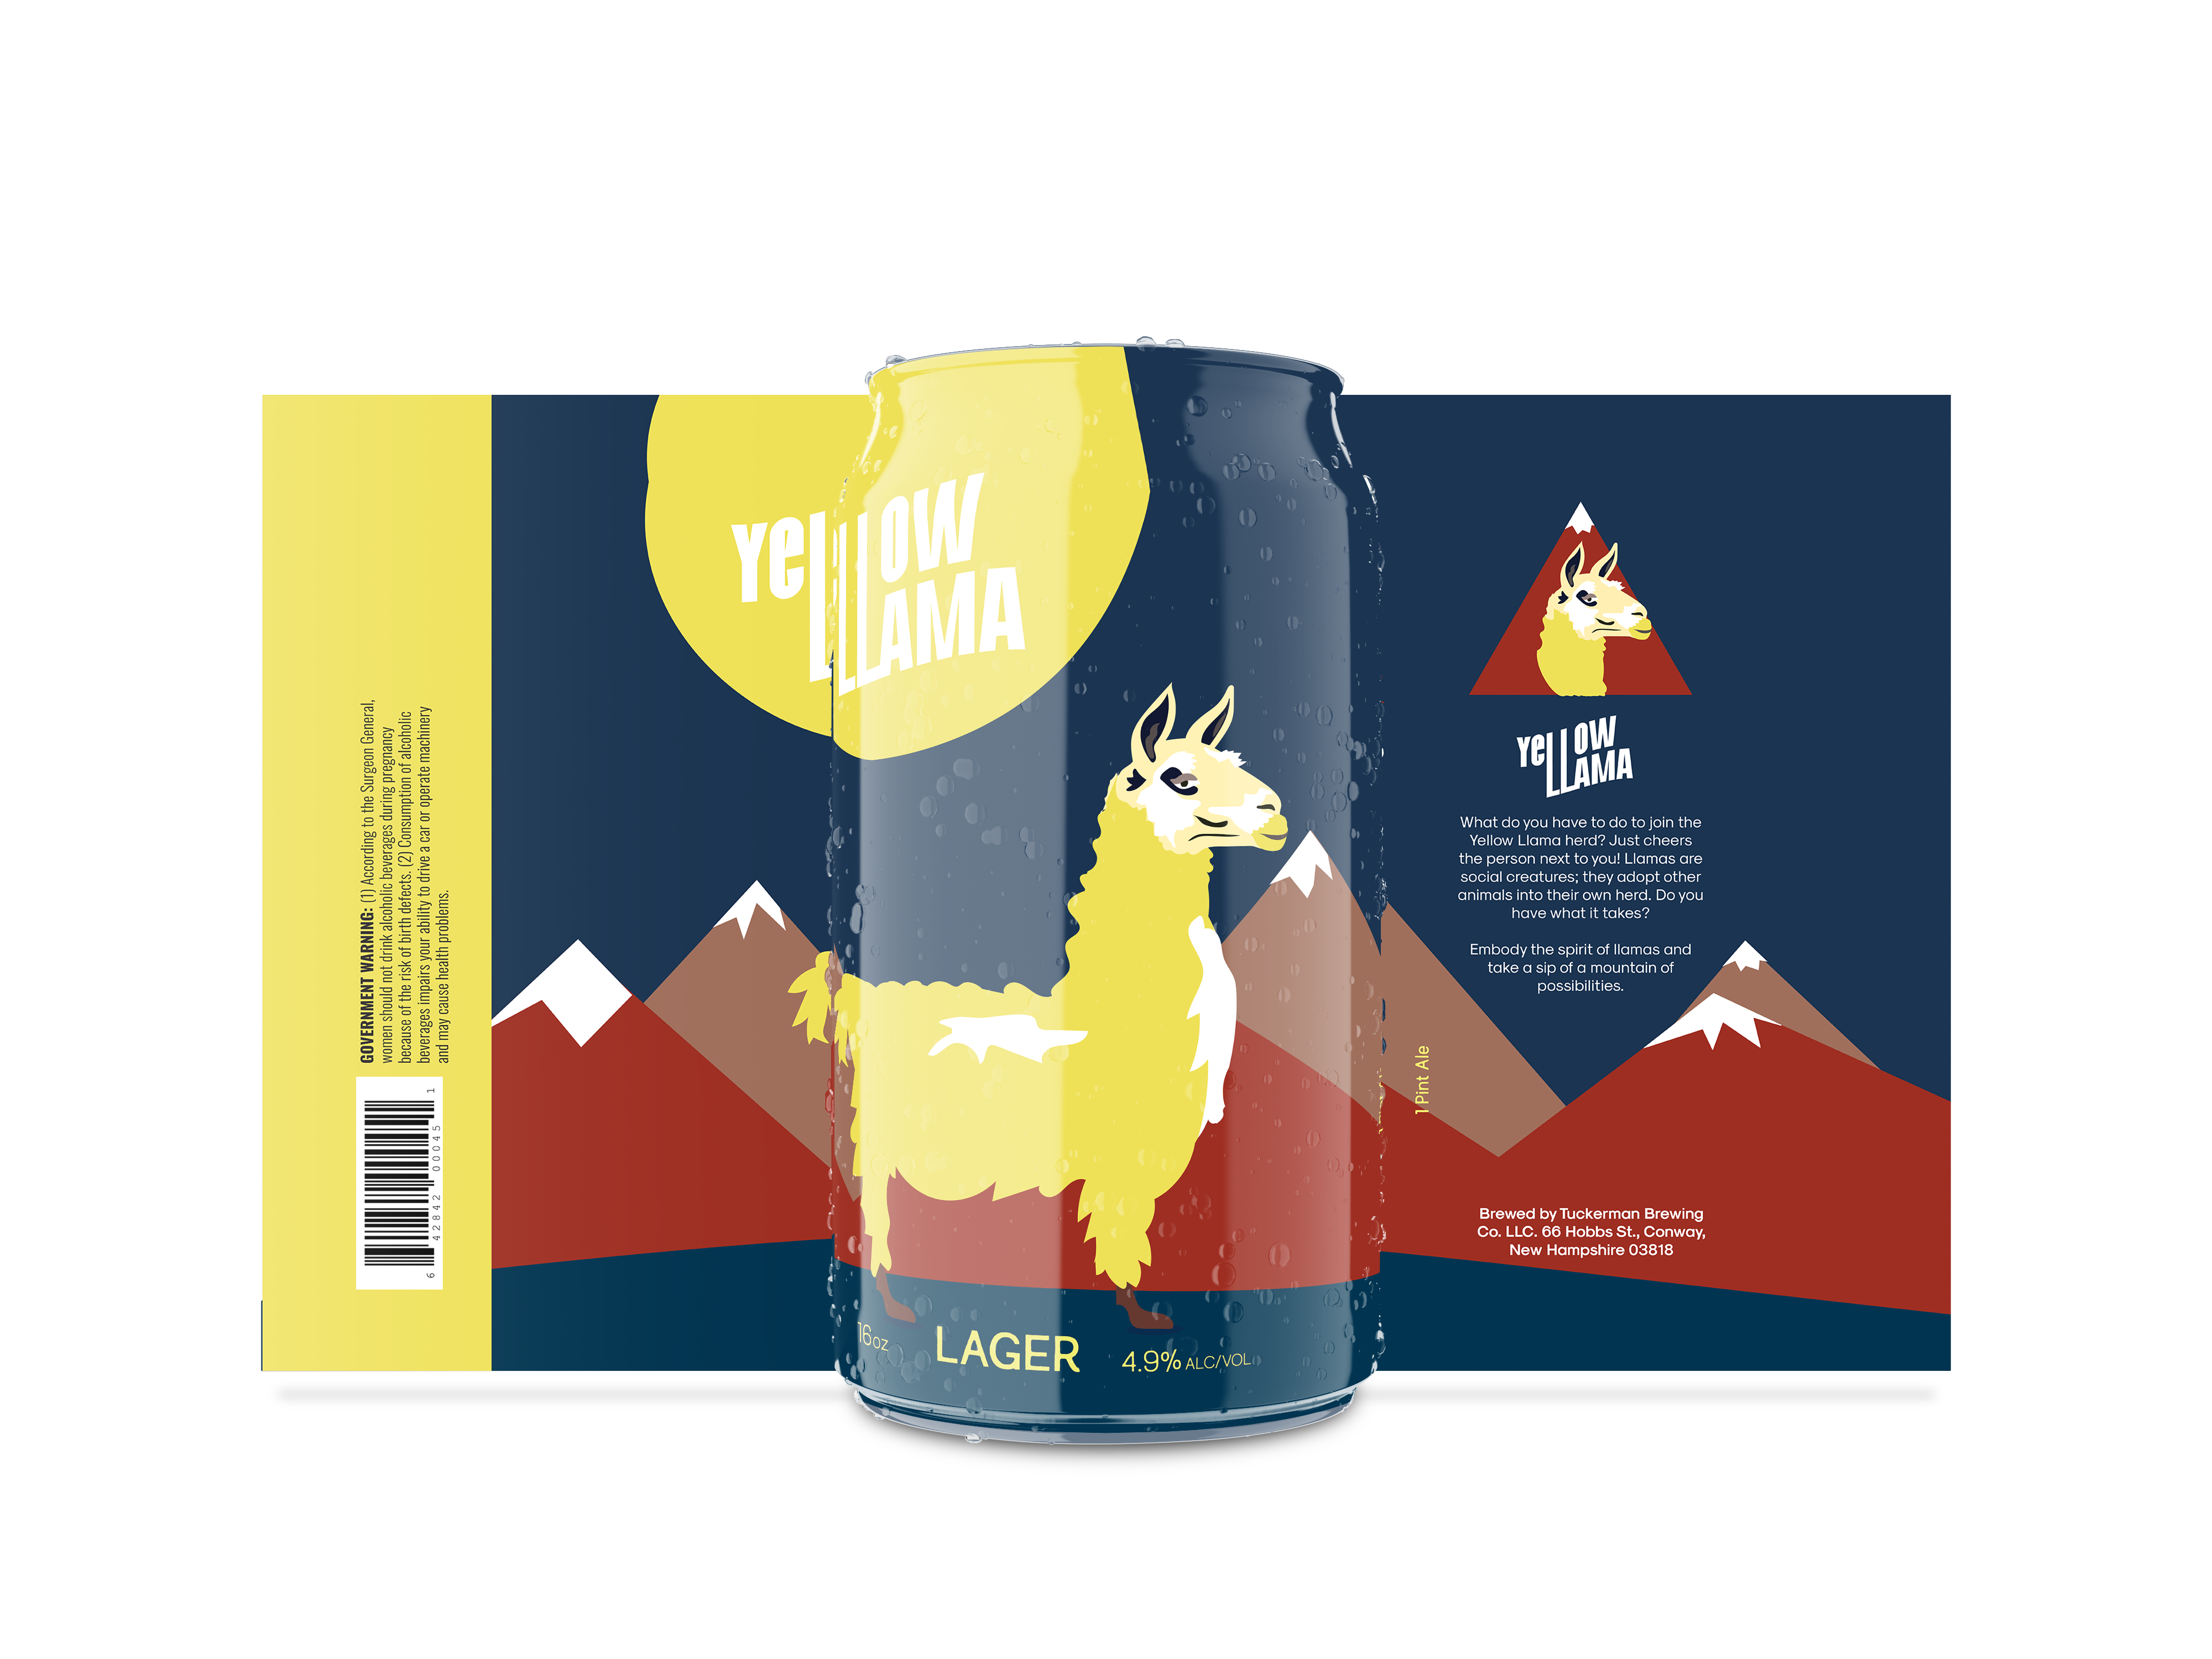 GOVERNMENT WARNING: (1) According to the Surgeon General,
women should not drink alcoholic beverages during pregnancy
because of the risk of birth defects. (2) Consumption of alcoholic
beverages impairs your ability to drive a car or operate machinery
and may cause health problems.
6 42842 00045 1
YeLLOW
LLAMA
16oz
LAGER
4.9% ALC/VOL
1 Pint Ale
YeLLOW
LLAMA
What do you have to do to join the
Yellow Llama herd? Just cheers
the person next to you! Llamas are
social creatures; they adopt other
animals into their own herd. Do you
have what it takes?
Embody the spirit of llamas and
take a sip of a mountain of
possibilities.
Brewed by Tuckerman Brewing
Co. LLC. 66 Hobbs St., Conway,
New Hampshire 03818